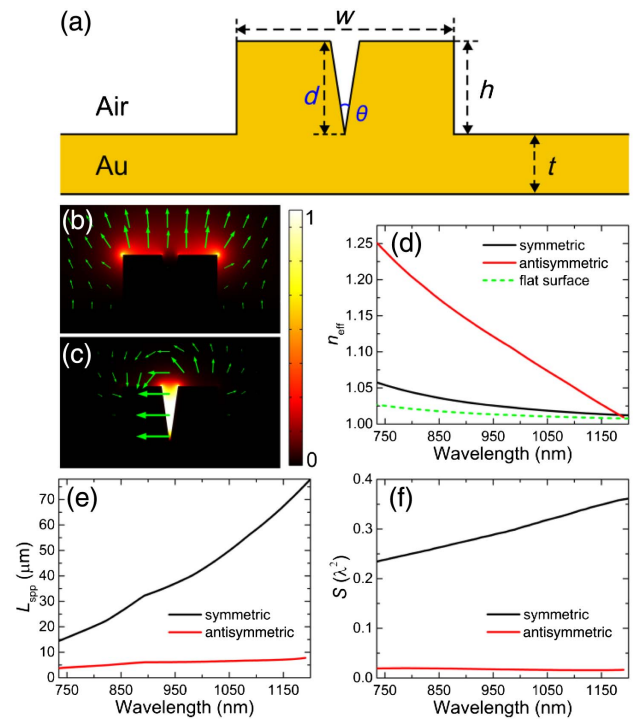 (a)
w
d
θ
h
Air
Au
t
(b)
1
(c)
0
(d)
symmetric
antisymmetric
flat surface
1.25
1.20
1.15
1.10
1.05
1.00
n_eff
750 850 950 1050 1150
Wavelength (nm)
(e)
70
60
50
40
30
20
10
0
L_spp (μm)
symmetric
antisymmetric
750 850 950 1050 1150
Wavelength (nm)
(f)
0.4
0.3
0.2
0.1
0.0
S (λ²)
symmetric
antisymmetric
750 850 950 1050 1150
Wavelength (nm)